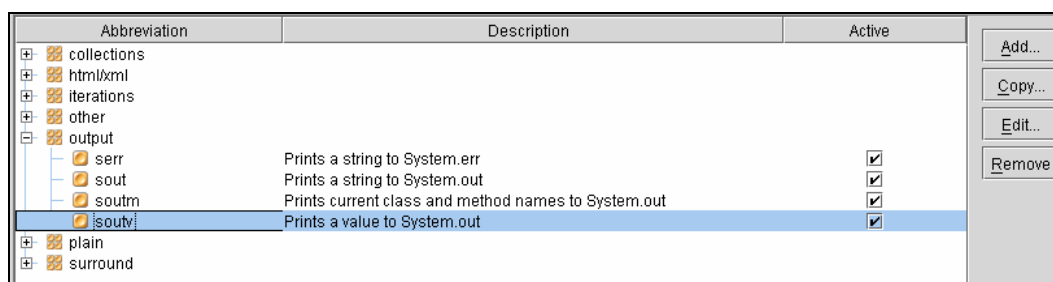 Abbreviation Description Active
collections
html/xml
iterations
other
output
serr Prints a string to System.err
sout Prints a string to System.out
soutm Prints current class and method names to System.out
soutv Prints a value to System.out
plain
surround
Add...
Copy...
Edit...
Remove